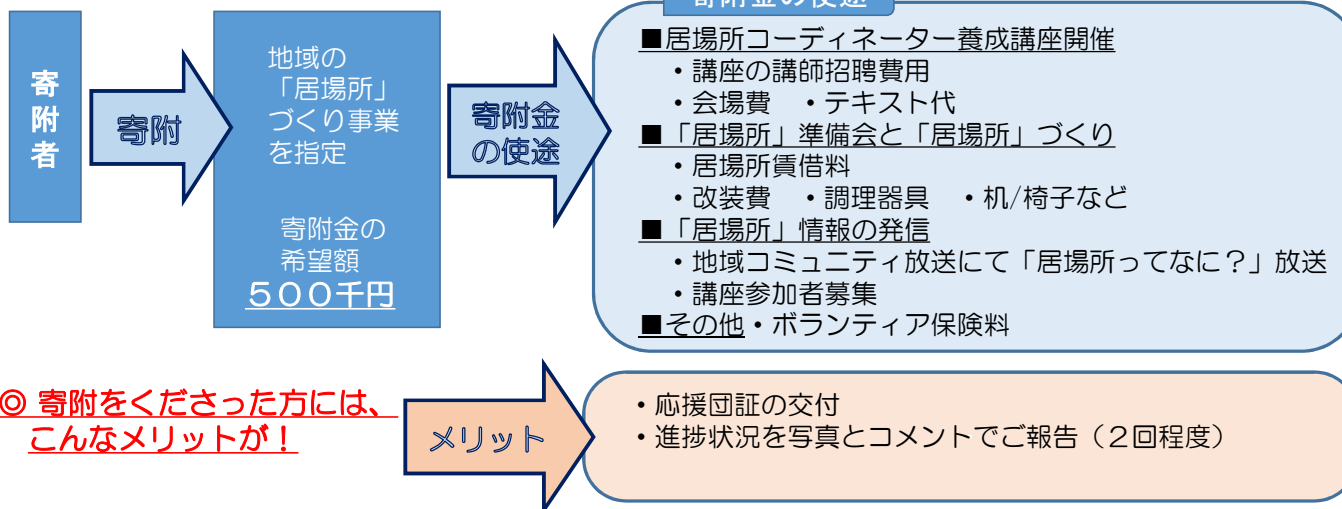 寄附者
寄附
地域の
「居場所」
づくり事業
を指定
寄附金の
希望額
５００千円
寄附金
の使途
寄附金の使途
■居場所コーディネーター養成講座開催
・講座の講師招聘費用
・会場費　・テキスト代
■「居場所」準備会と「居場所」づくり
・居場所賃借料
・改装費　・調理器具　・机/椅子など
■「居場所」情報の発信
・地域コミュニティ放送にて「居場所ってなに？」放送
・講座参加者募集
■その他・ボランティア保険料
◎ 寄附をくださった方には、
こんなメリットが！
メリット
・応援団証の交付
・進捗状況を写真とコメントでご報告（２回程度）